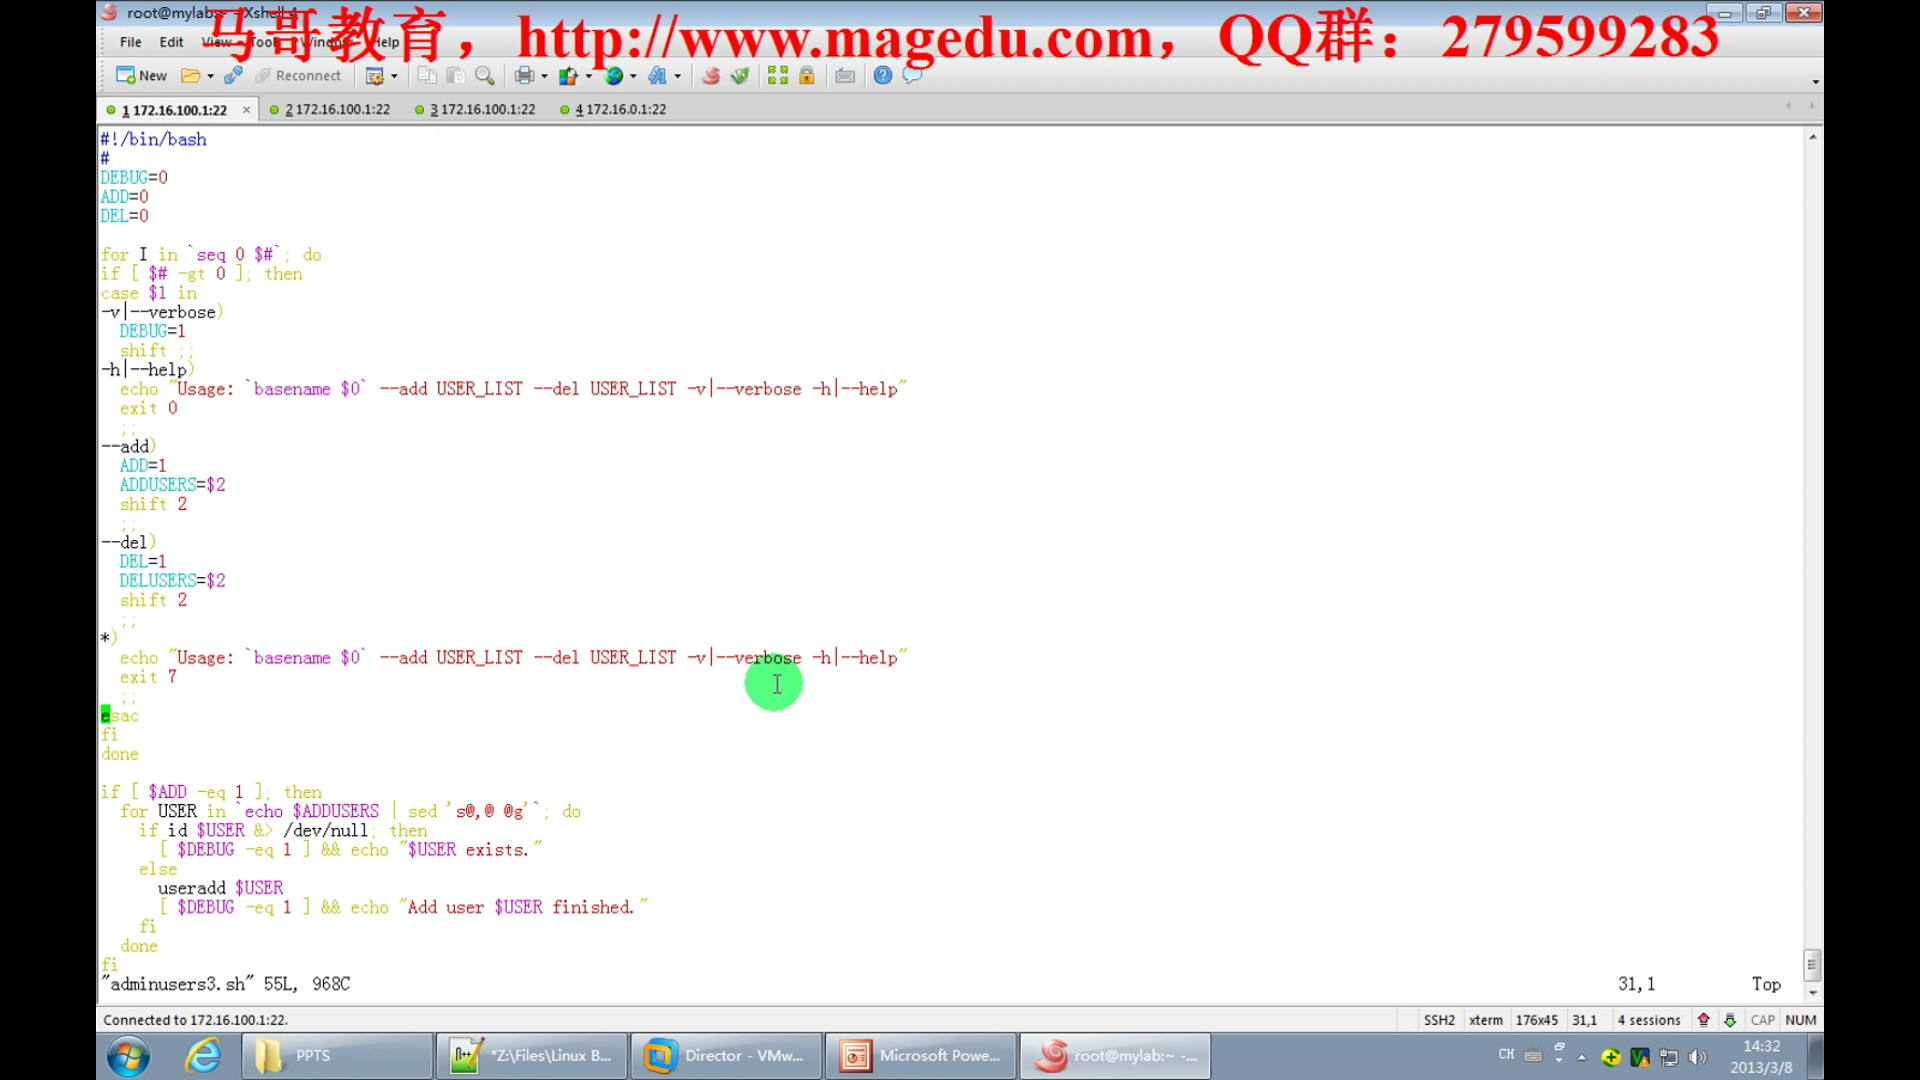 root@mylab:~ - Xshell 4
马哥教育，http://www.magedu.com，QQ群：279599283
File Edit View Tools Window Help
New Reconnect
1 172.16.100.1:22 2 172.16.100.1:22 3 172.16.100.1:22 4 172.16.0.1:22
#!/bin/bash
#
DEBUG=0
ADD=0
DEL=0
for I in `seq 0 $#`; do
if [ $# -gt 0 ]; then
case $1 in
-v|--verbose)
DEBUG=1
shift ;;
-h|--help)
echo "Usage: `basename $0` --add USER_LIST --del USER_LIST -v|--verbose -h|--help"
exit 0
;;
--add)
ADD=1
ADDUSERS=$2
shift 2
;;
--del)
DEL=1
DELUSERS=$2
shift 2
;;
*)
echo "Usage: `basename $0` --add USER_LIST --del USER_LIST -v|--verbose -h|--help"
exit 7
;;
esac
fi
done
if [ $ADD -eq 1 ]; then
for USER in `echo $ADDUSERS | sed 's@,@ @g'`; do
if id $USER &> /dev/null; then
[ $DEBUG -eq 1 ] && echo "$USER exists."
else
useradd $USER
[ $DEBUG -eq 1 ] && echo "Add user $USER finished."
fi
done
fi
"adminusers3.sh" 55L, 968C 31,1 Top
Connected to 172.16.100.1:22. SSH2 xterm 176x45 31,1 4 sessions CAP NUM
PPTS *Z:\Files\Linux B... Director - VMw... Microsoft Powe... root@mylab:~ -... CH 14:32
2013/3/8